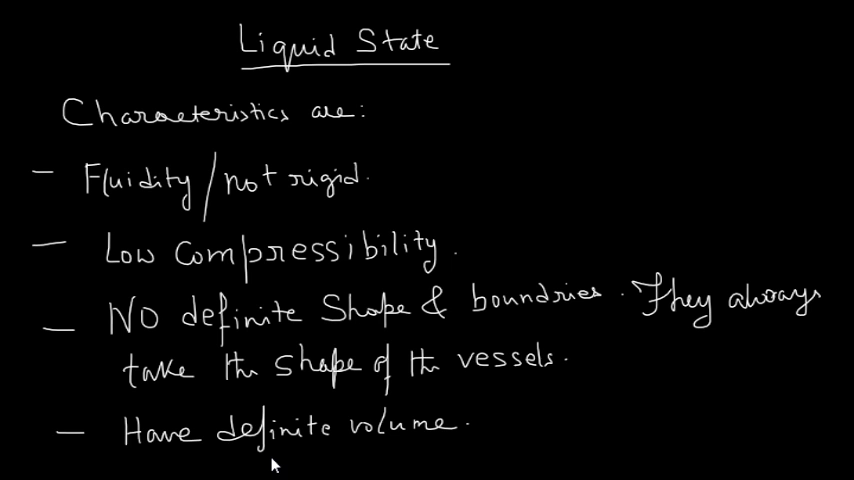 Liquid State
Characteristics are:
— Fluidity/not rigid.
— Low compressibility.
— NO definite Shape & boundries. They always
take the shape of the vessels.
— Have definite volume.